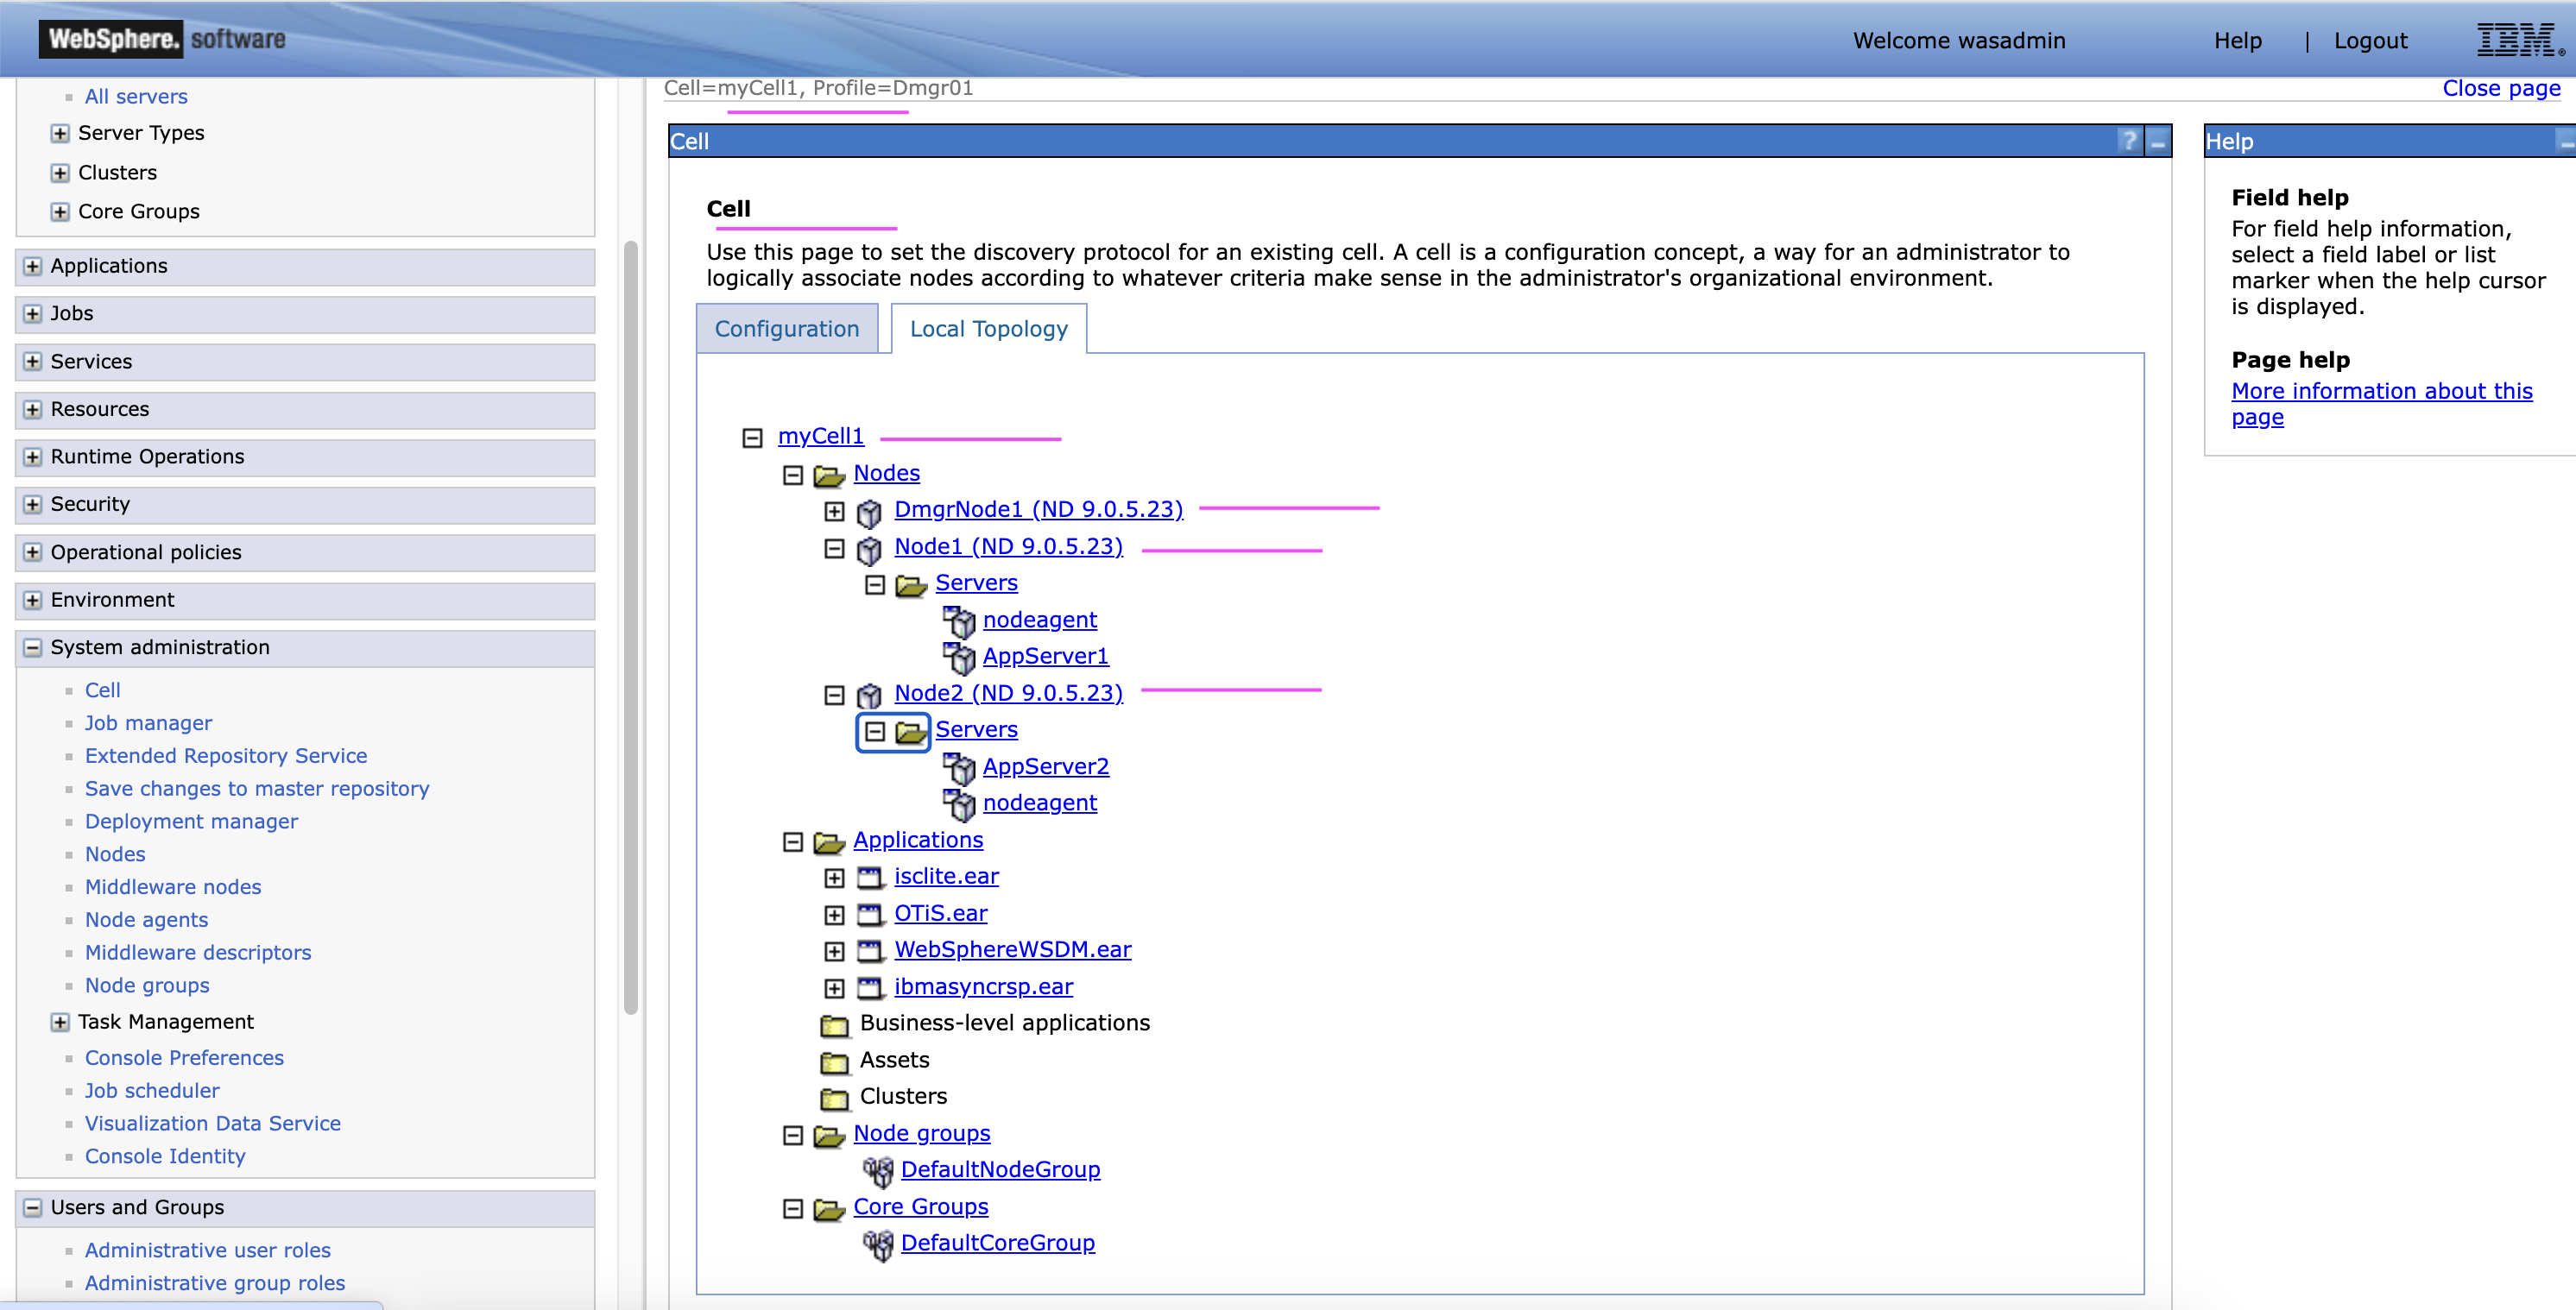 WebSphere. software
Welcome wasadmin
Help | Logout
IBM®
All servers
Server Types
Clusters
Core Groups
Applications
Jobs
Services
Resources
Runtime Operations
Security
Operational policies
Environment
System administration
Cell
Job manager
Extended Repository Service
Save changes to master repository
Deployment manager
Nodes
Middleware nodes
Node agents
Middleware descriptors
Node groups
Task Management
Console Preferences
Job scheduler
Visualization Data Service
Console Identity
Users and Groups
Administrative user roles
Administrative group roles
Cell=myCell1, Profile=Dmgr01
Close page
Cell
?
Cell
Use this page to set the discovery protocol for an existing cell. A cell is a configuration concept, a way for an administrator to
logically associate nodes according to whatever criteria make sense in the administrator's organizational environment.
Configuration
Local Topology
myCell1
Nodes
DmgrNode1 (ND 9.0.5.23)
Node1 (ND 9.0.5.23)
Servers
nodeagent
AppServer1
Node2 (ND 9.0.5.23)
Servers
AppServer2
nodeagent
Applications
isclite.ear
OTiS.ear
WebSphereWSDM.ear
ibmasyncrsp.ear
Business-level applications
Assets
Clusters
Node groups
DefaultNodeGroup
Core Groups
DefaultCoreGroup
Help
Field help
For field help information,
select a field label or list
marker when the help cursor
is displayed.
Page help
More information about this
page